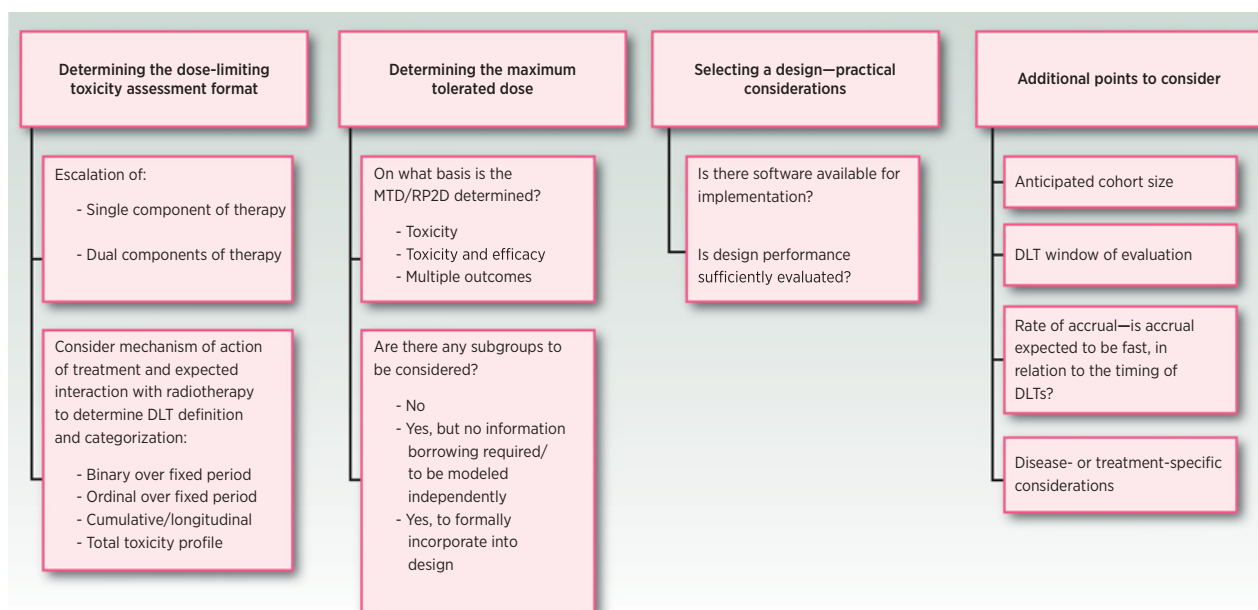 Determining the dose-limiting
toxicity assessment format
Escalation of:
- Single component of therapy
- Dual components of therapy
Consider mechanism of action
of treatment and expected
interaction with radiotherapy
to determine DLT definition
and categorization:
- Binary over fixed period
- Ordinal over fixed period
- Cumulative/longitudinal
- Total toxicity profile
Determining the maximum
tolerated dose
On what basis is the
MTD/RP2D determined?
- Toxicity
- Toxicity and efficacy
- Multiple outcomes
Are there any subgroups to
be considered?
- No
- Yes, but no information
borrowing required/
to be modeled
independently
- Yes, to formally
incorporate into
design
Selecting a design—practical
considerations
Is there software available for
implementation?
Is design performance
sufficiently evaluated?
Additional points to consider
Anticipated cohort size
DLT window of evaluation
Rate of accrual—is accrual
expected to be fast, in
relation to the timing of
DLTs?
Disease- or treatment-specific
considerations